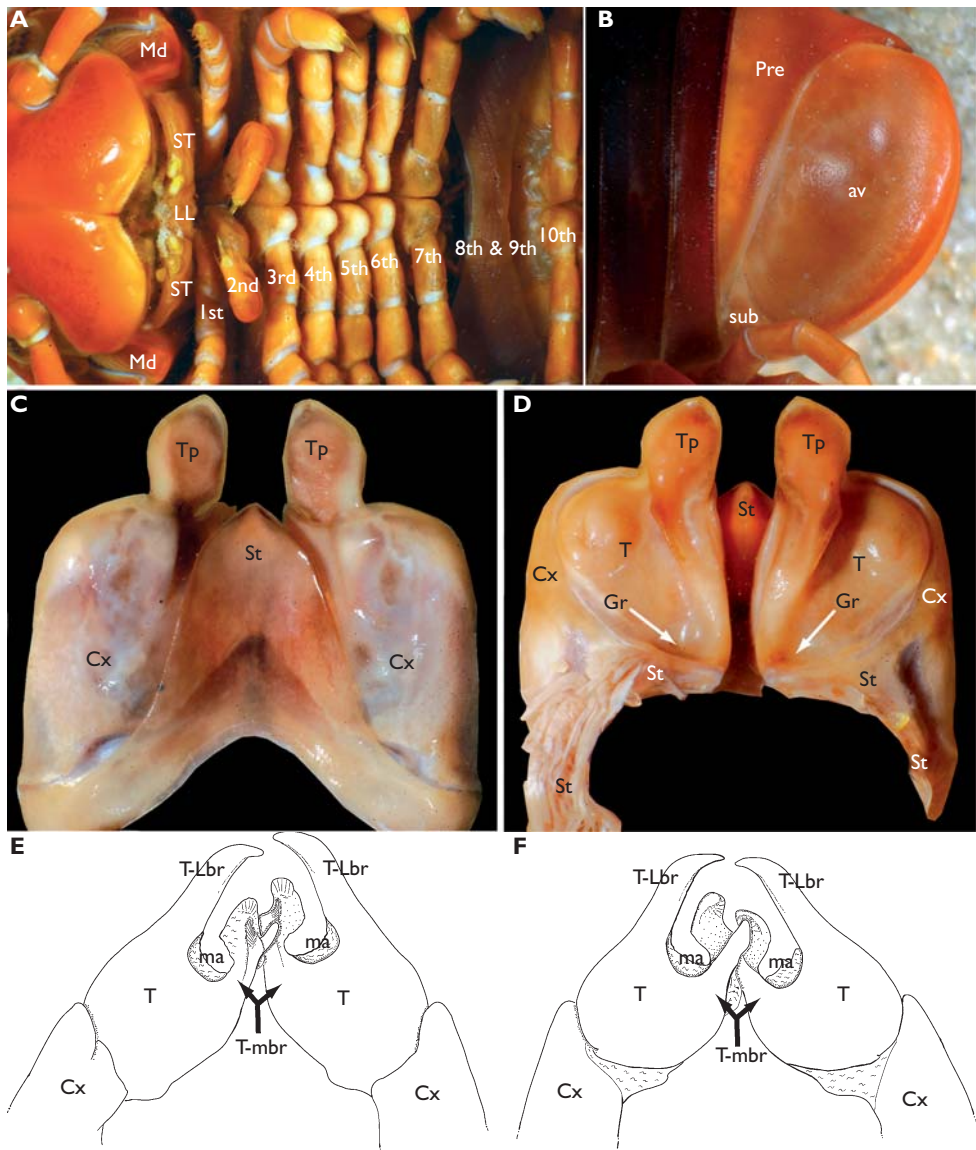 A
Md
ST
LL
ST
Md
1st
2nd
3rd
4th
5th
6th
7th
8th & 9th
10th
B
Pre
av
sub
C
Tp
Tp
St
Cx
Cx
D
Tp
Tp
St
T
T
Cx
Cx
Gr
Gr
St
St
St
St
E
T-Lbr
T-Lbr
ma
ma
T
T
T-mbr
Cx
Cx
F
T-Lbr
T-Lbr
ma
ma
T
T
T-mbr
Cx
Cx